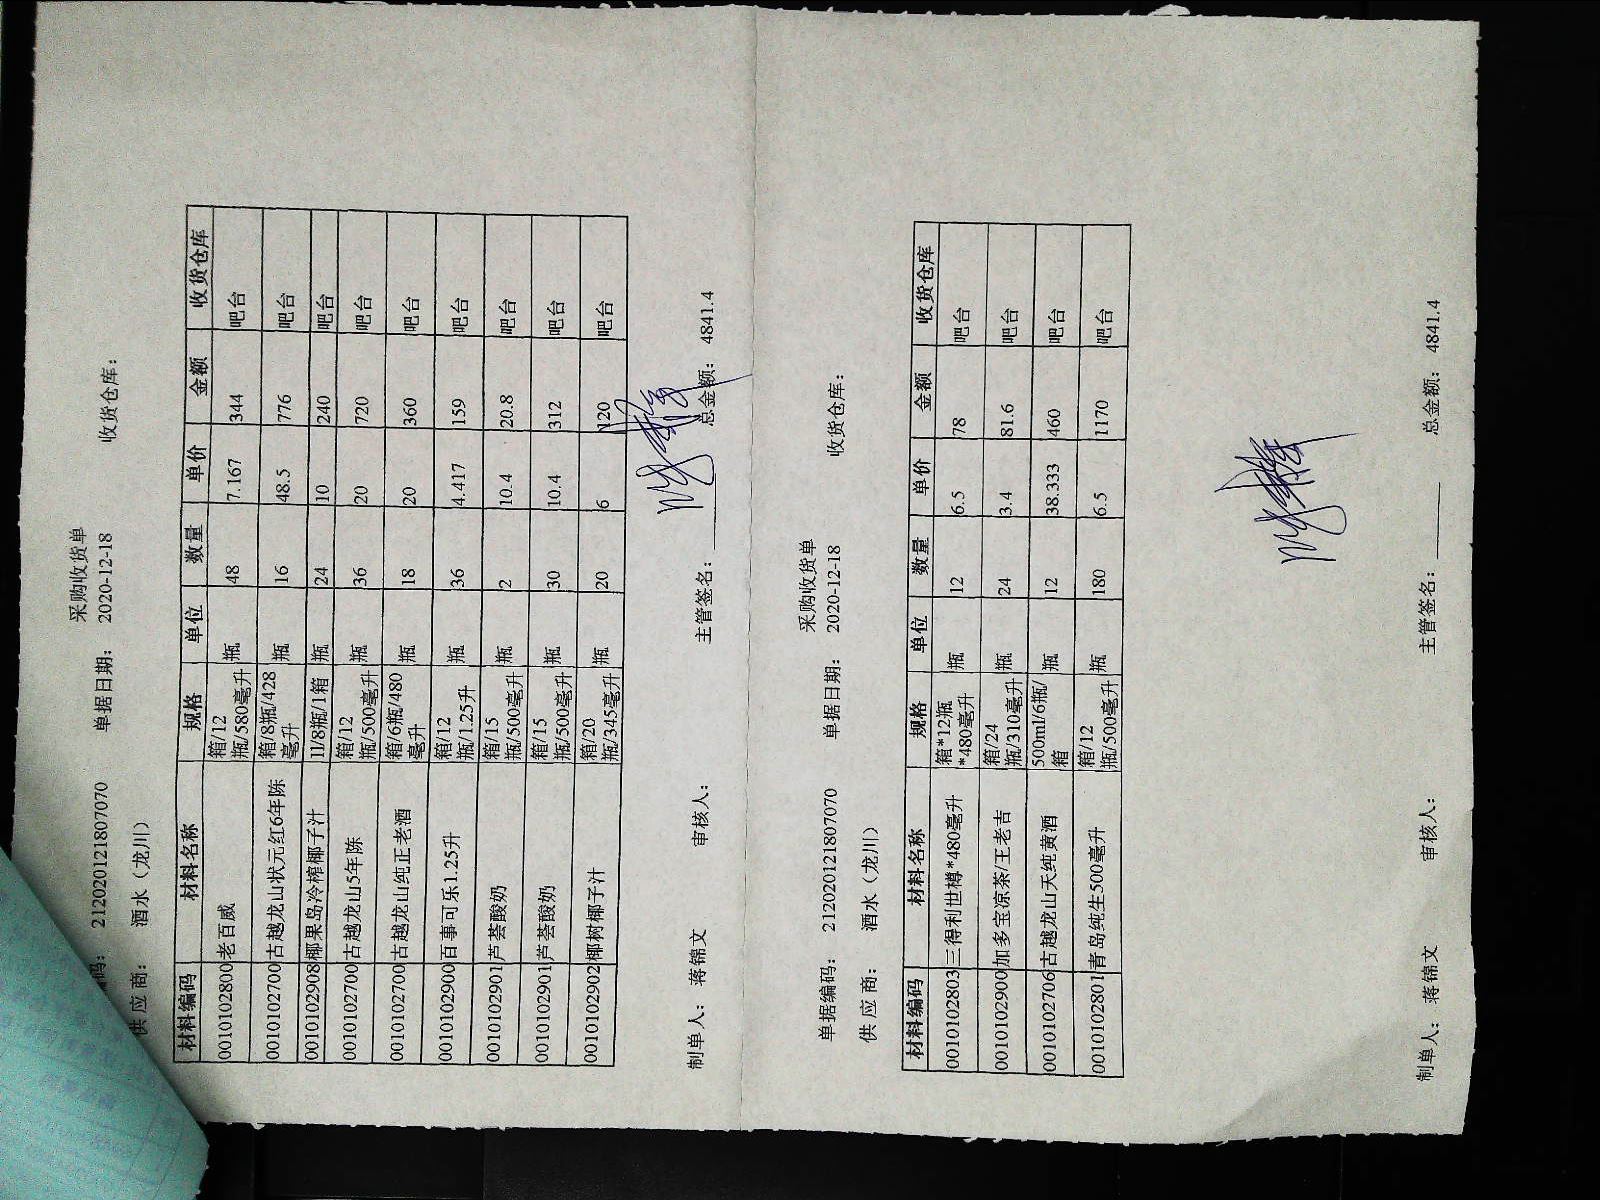 采购收货单
码： 21202012180​7070 单据日期： 2020-12-18 收货仓库：
供 应 商： 酒水（龙川）
材料编码 材料名称 规格 单位 数量 单价 金额 收货仓库
0010102800 老百威 箱/12瓶/580毫升 瓶 48 7.167 344 吧台
0010102700 古越龙山状元红6年陈 箱/8瓶/428毫升 瓶 16 48.5 776 吧台
0010102908 椰果岛冷榨椰子汁 1l/8瓶/1箱 瓶 24 10 240 吧台
0010102700 古越龙山5年陈 箱/12瓶/500毫升 瓶 36 20 720 吧台
0010102700 古越龙山纯正老酒 箱/6瓶/480毫升 瓶 18 20 360 吧台
0010102900 百事可乐1.25升 箱/12瓶/1.25升 瓶 36 4.417 159 吧台
0010102901 芦荟酸奶 箱/15瓶/500毫升 瓶 2 10.4 20.8 吧台
0010102901 芦荟酸奶 箱/15瓶/500毫升 瓶 30 10.4 312 吧台
0010102902 椰树椰子汁 箱/20瓶/345毫升 瓶 20 6 120 吧台
制单人： 蒋锦文 审核人： 主管签名： 总金额： 4841.4
采购收货单
单据编码： 212020121807070 单据日期： 2020-12-18 收货仓库：
供 应 商： 酒水（龙川）
材料编码 材料名称 规格 单位 数量 单价 金额 收货仓库
0010102803 三得利世樽*480毫升 箱*12瓶*480毫升 瓶 12 6.5 78 吧台
0010102900 加多宝凉茶/王老吉 箱/24瓶/310毫升 瓶 24 3.4 81.6 吧台
0010102706 古越龙山天纯黄酒 500ml/6瓶/箱 瓶 12 38.333 460 吧台
0010102801 青岛纯生500毫升 箱/12瓶/500毫升 瓶 180 6.5 1170 吧台
制单人： 蒋锦文 审核人： 主管签名： 总金额： 4841.4